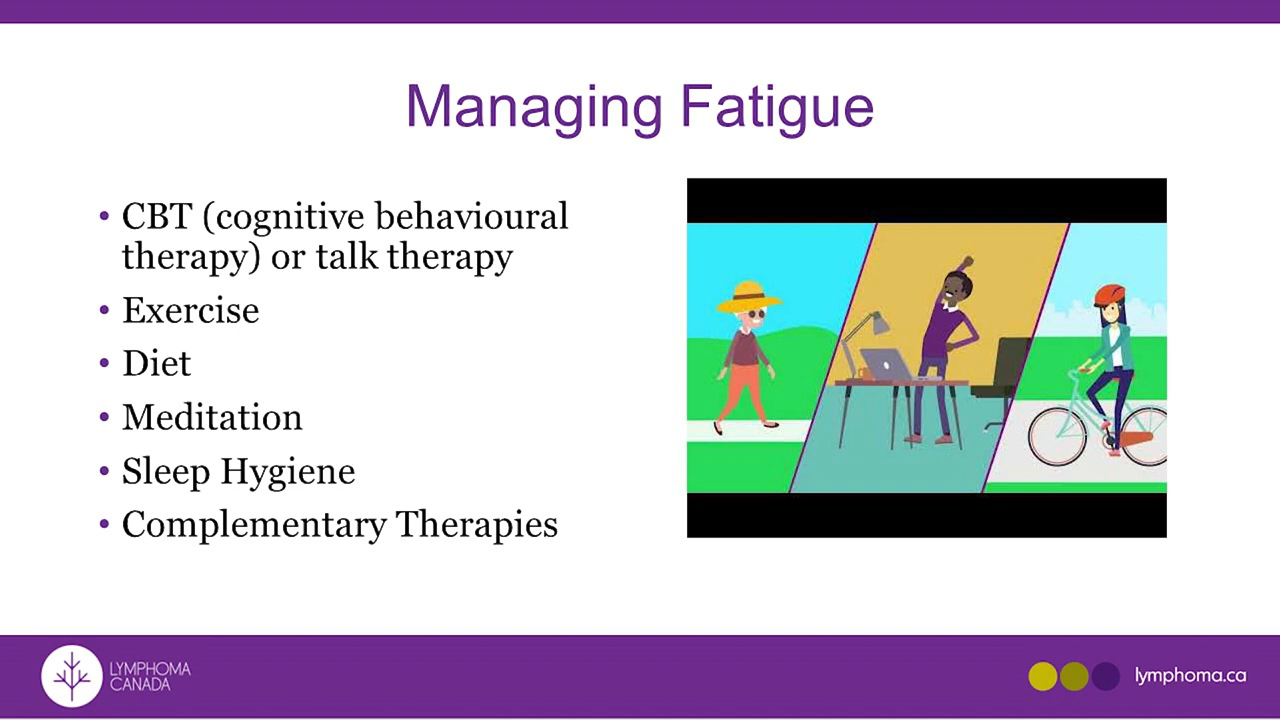 Managing Fatigue
• CBT (cognitive behavioural
therapy) or talk therapy
• Exercise
• Diet
• Meditation
• Sleep Hygiene
• Complementary Therapies
LYMPHOMA
CANADA
lymphoma.ca